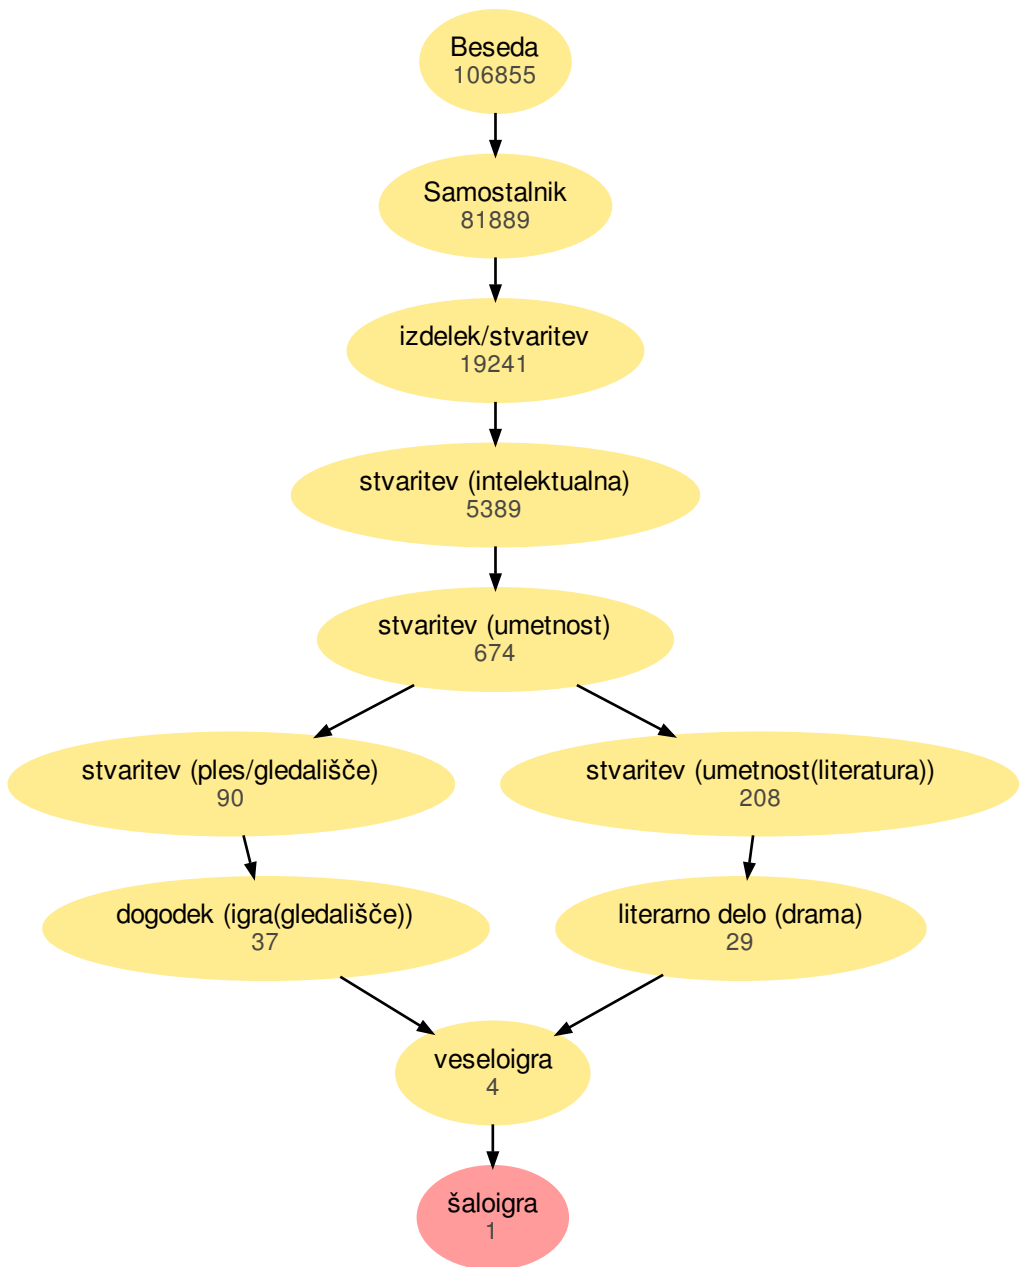 Beseda
106855
Samostalnik
81889
izdelek/stvaritev
19241
stvaritev (intelektualna)
5389
stvaritev (umetnost)
674
stvaritev (ples/gledališče)
90
stvaritev (umetnost(literatura))
208
dogodek (igra(gledališče))
37
literarno delo (drama)
29
veseloigra
4
šaloigra
1